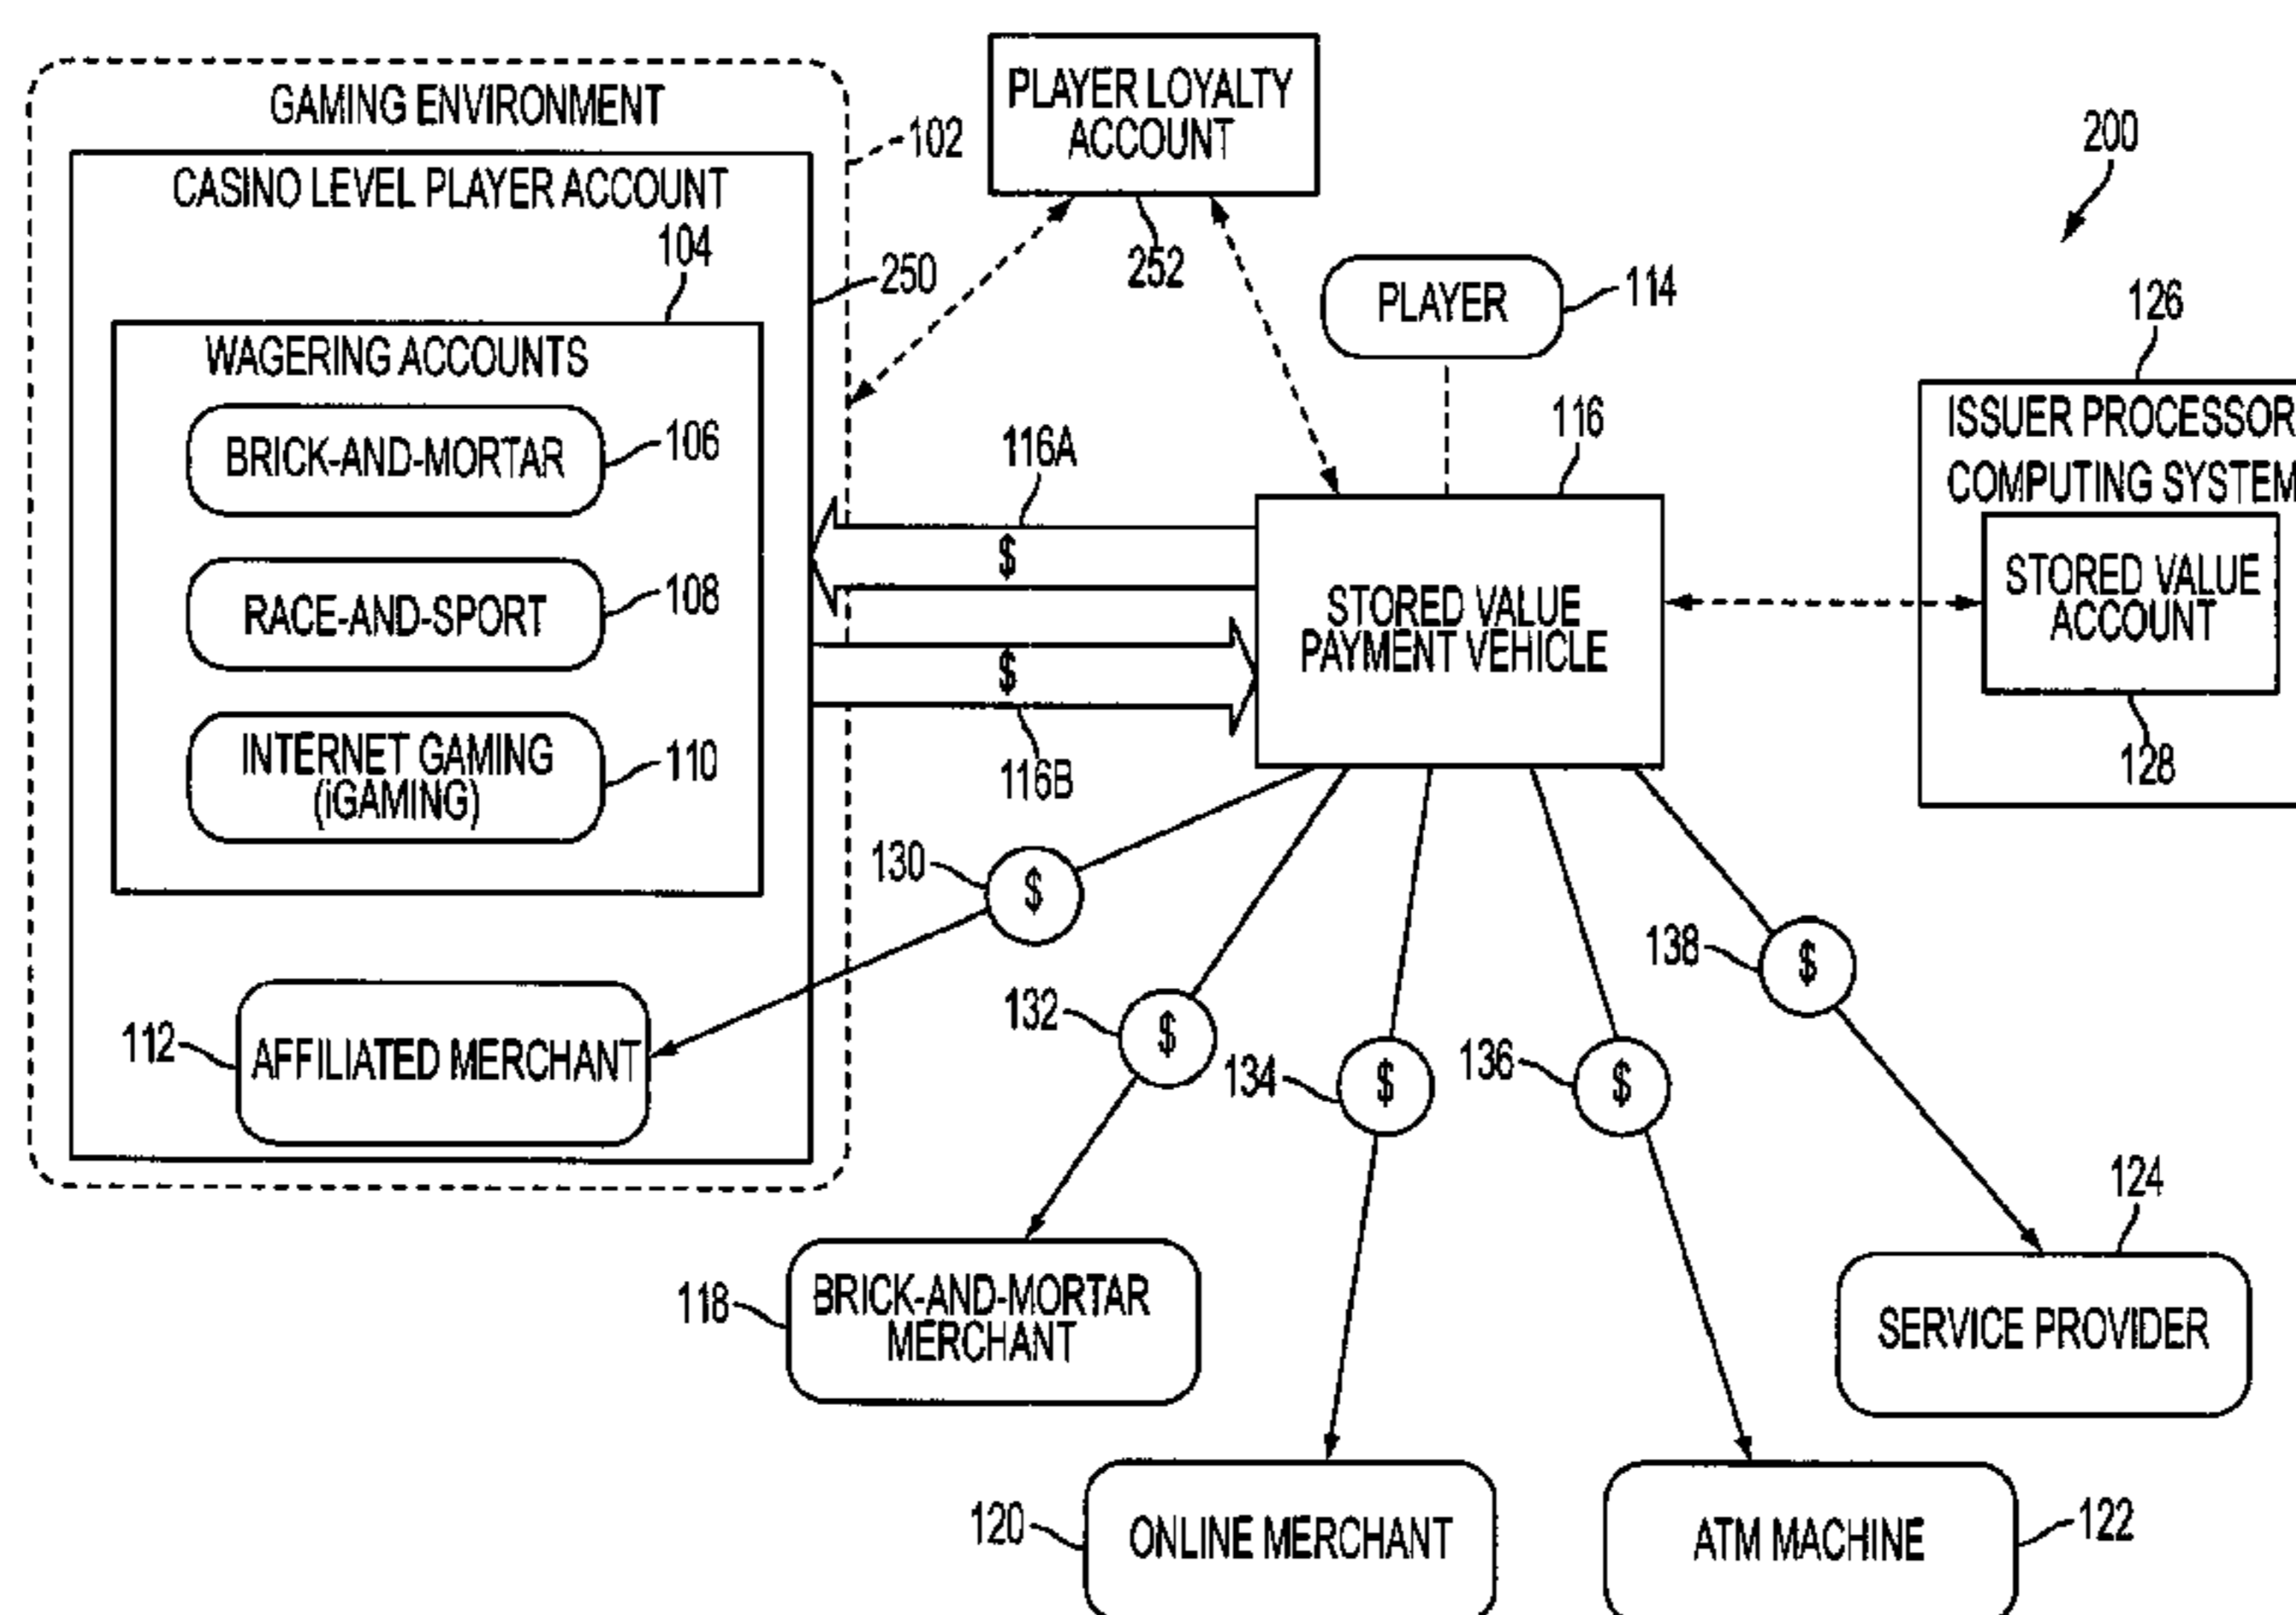 GAMING ENVIRONMENT
102
CASINO LEVEL PLAYER ACCOUNT
104
250
WAGERING ACCOUNTS
BRICK-AND-MORTAR
106
RACE-AND-SPORT
108
INTERNET GAMING
(iGAMING)
110
112
AFFILIATED MERCHANT
PLAYER LOYALTY
ACCOUNT
252
200
PLAYER
114
116
116A
$
$
116B
STORED VALUE
PAYMENT VEHICLE
126
ISSUER PROCESSOR
COMPUTING SYSTEM
STORED VALUE
ACCOUNT
128
130
$
132
$
134
$
136
$
138
$
118
BRICK-AND-MORTAR
MERCHANT
120
ONLINE MERCHANT
ATM MACHINE
122
124
SERVICE PROVIDER